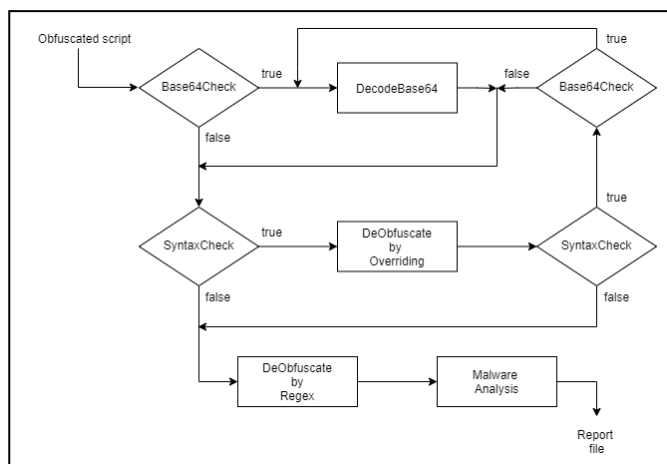 Obfuscated script
true
Base64Check
true
DecodeBase64
false
Base64Check
false
true
SyntaxCheck
true
DeObfuscate
by
Overriding
SyntaxCheck
false
false
DeObfuscate
by
Regex
Malware
Analysis
Report
file